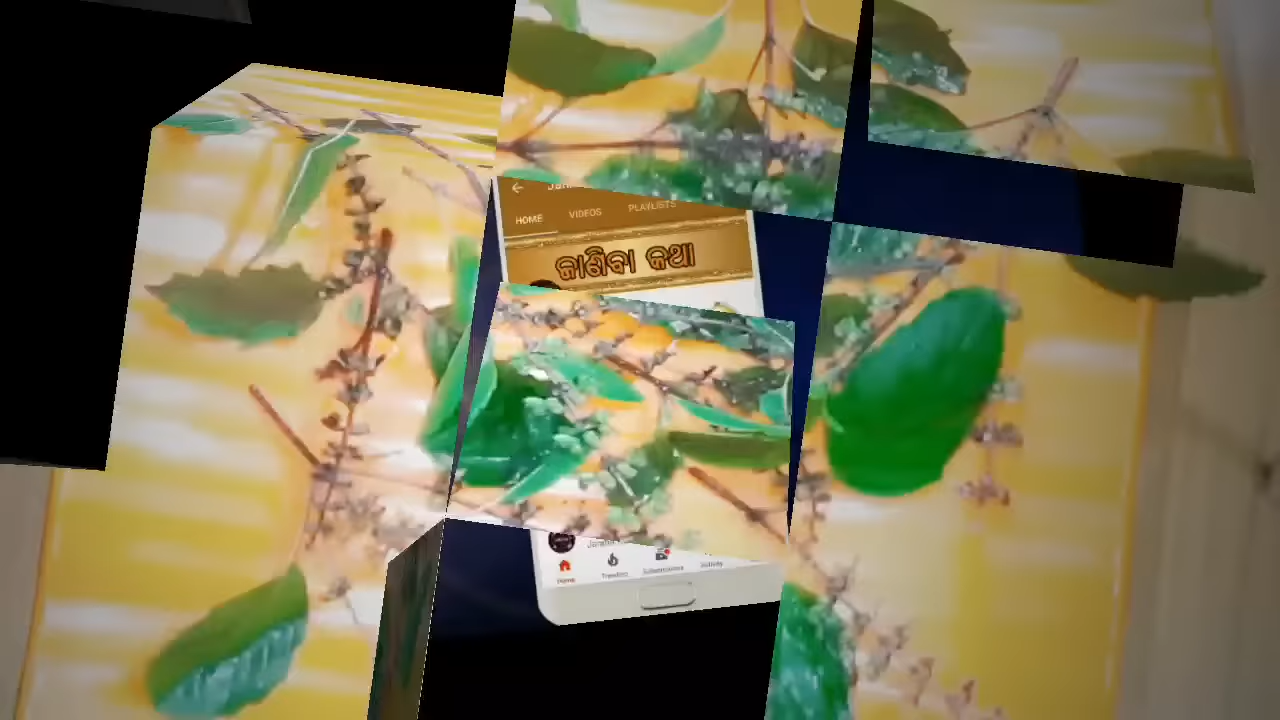 HOME VIDEOS PLAYLISTS
ଜାଣିବା କଥା
Home Trending Subscriptions Activity